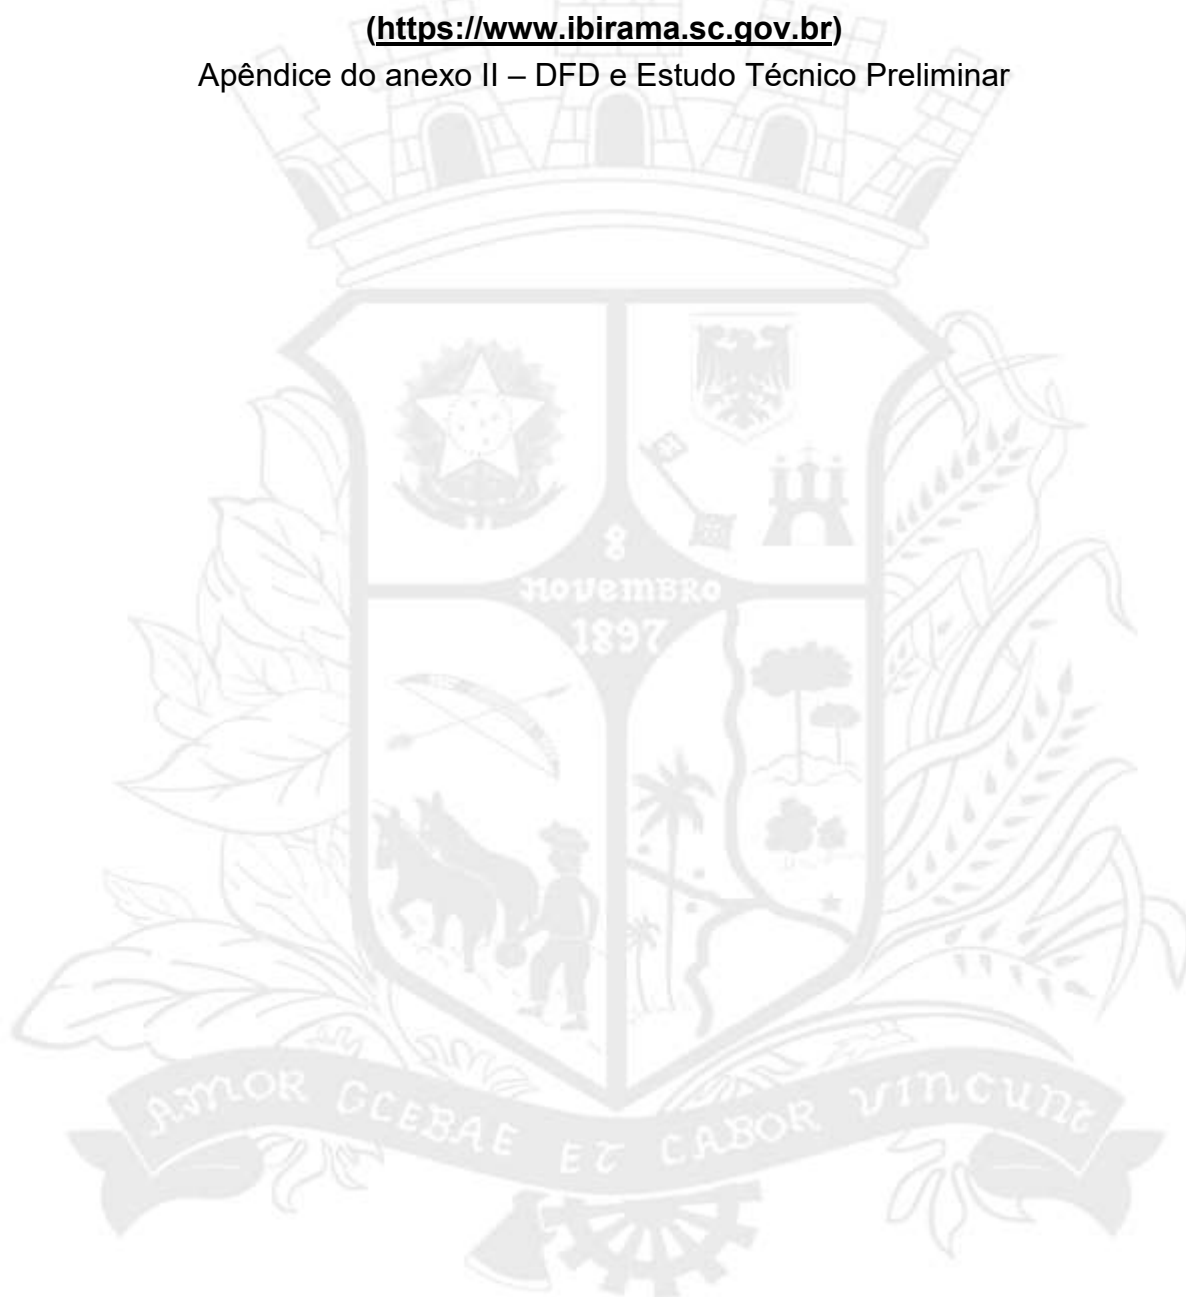 (https://www.ibirama.sc.gov.br)
Apêndice do anexo II – DFD e Estudo Técnico Preliminar
8
NOVEMBRO
1897
AMOR GLEBAE ET LABOR VINCUNT